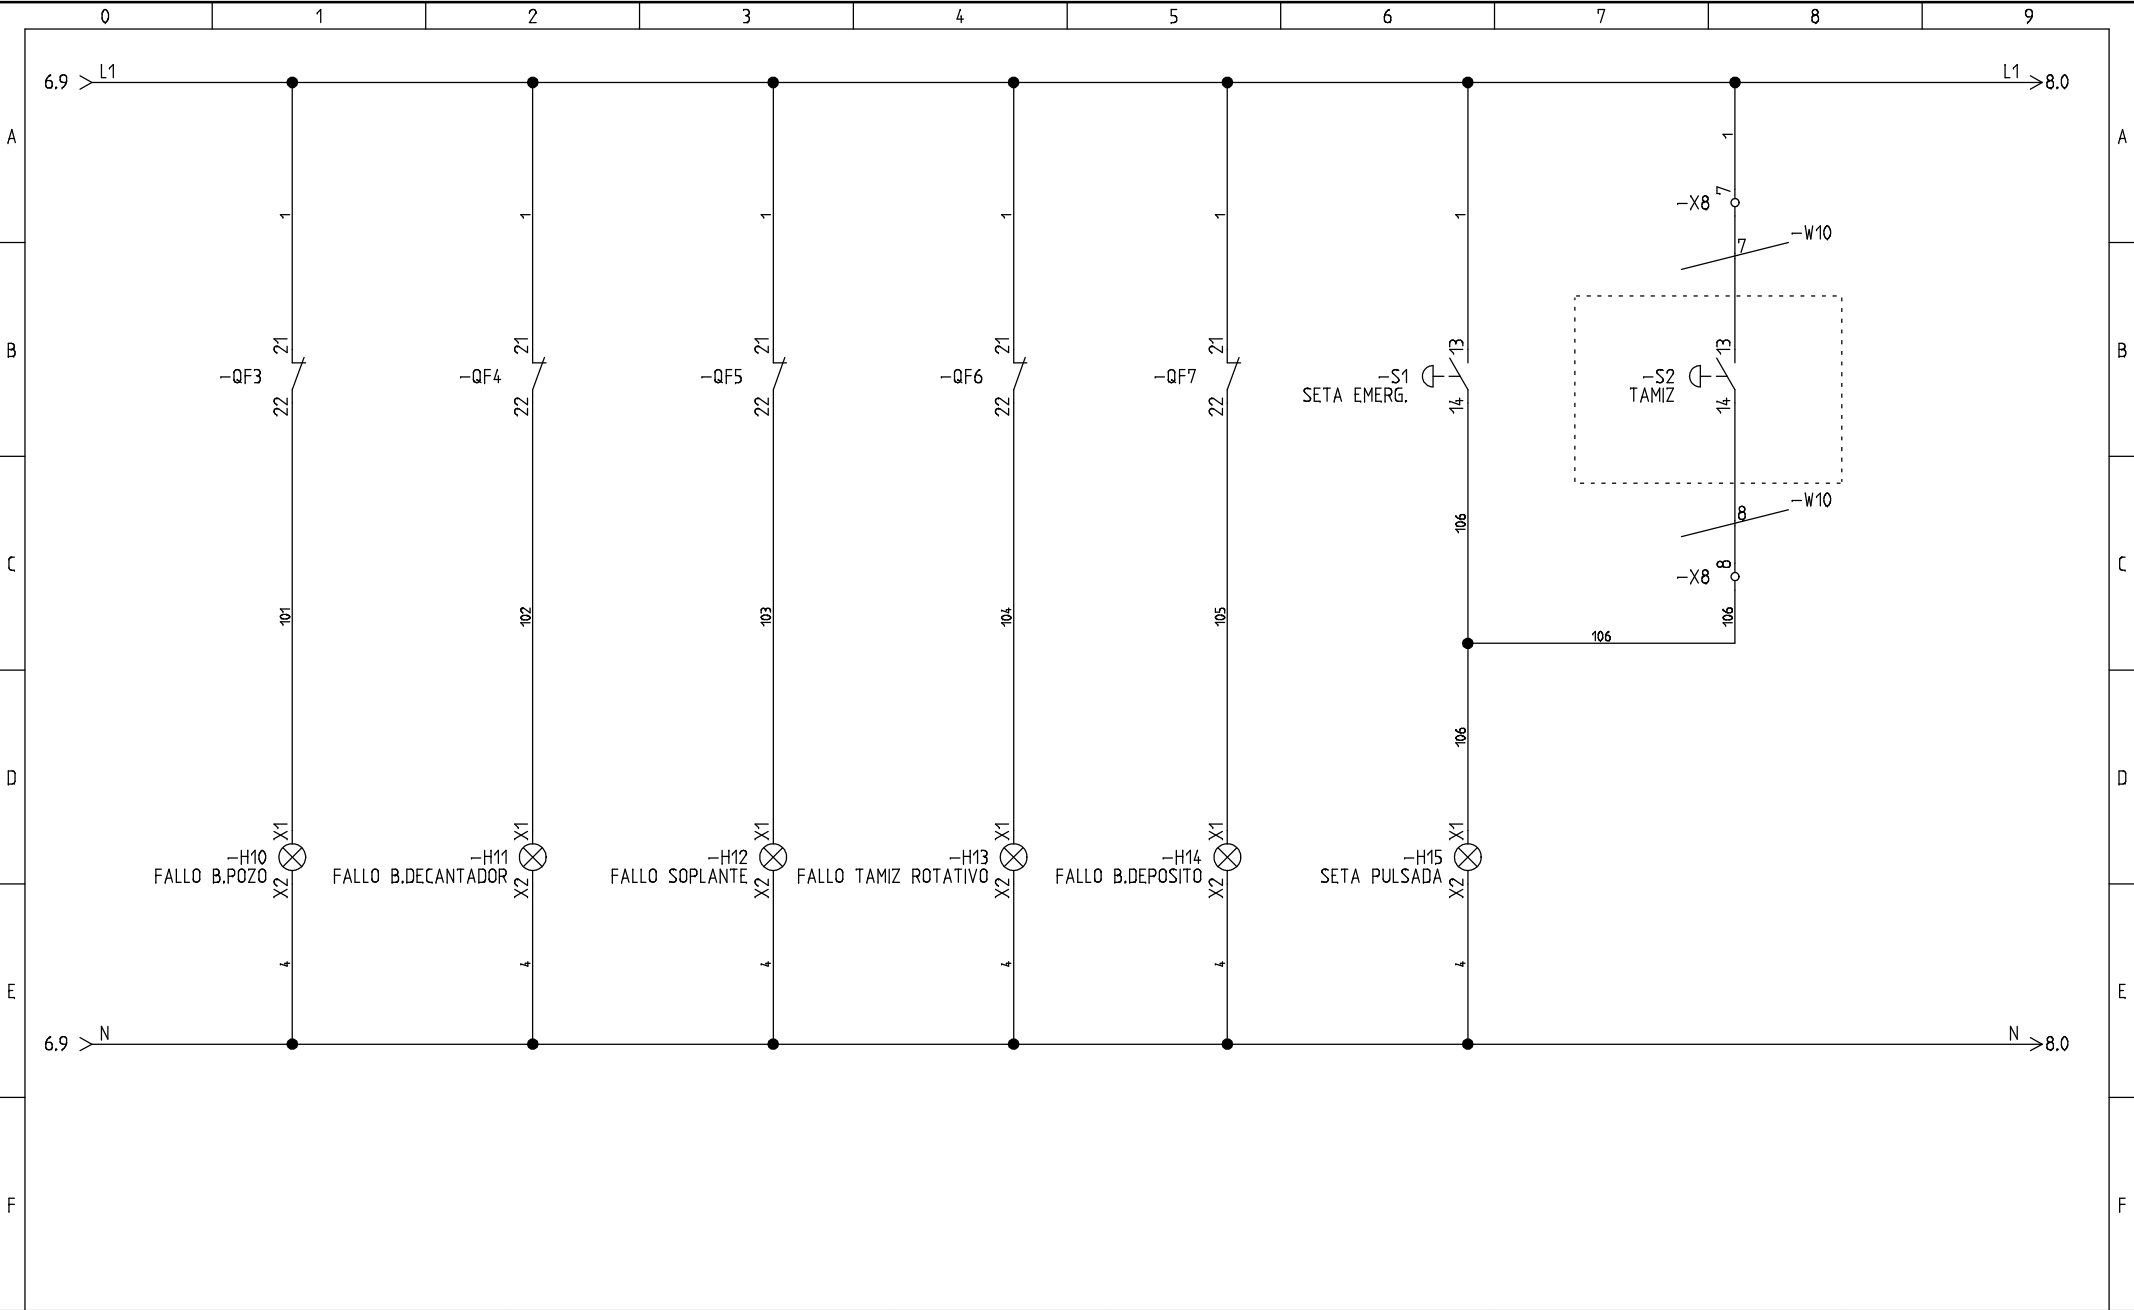 0 1 2 3 4 5 6 7 8 9
6.9 L1 L1 8.0
A 1 A
1 1 1 1 1 1
-X8 7
7 -W10
B 21 21 21 21 21 13 13 B
-QF3 -QF4 -QF5 -QF6 -QF7 -S1 -S2
SETA EMERG. TAMIZ
22 22 22 22 22 14 14
8 -W10
106
C -X8 8 C
101 102 103 104 105 106
106
106
D D
X1 X1 X1 X1 X1 X1
-H10 -H11 -H12 -H13 -H14 -H15
FALLO B.POZO FALLO B.DECANTADOR FALLO SOPLANTE FALLO TAMIZ ROTATIVO FALLO B.DEPOSITO SETA PULSADA
X2 X2 X2 X2 X2 X2
4 4 4 4 4 4
E E
6.9 N N 8.0
F F